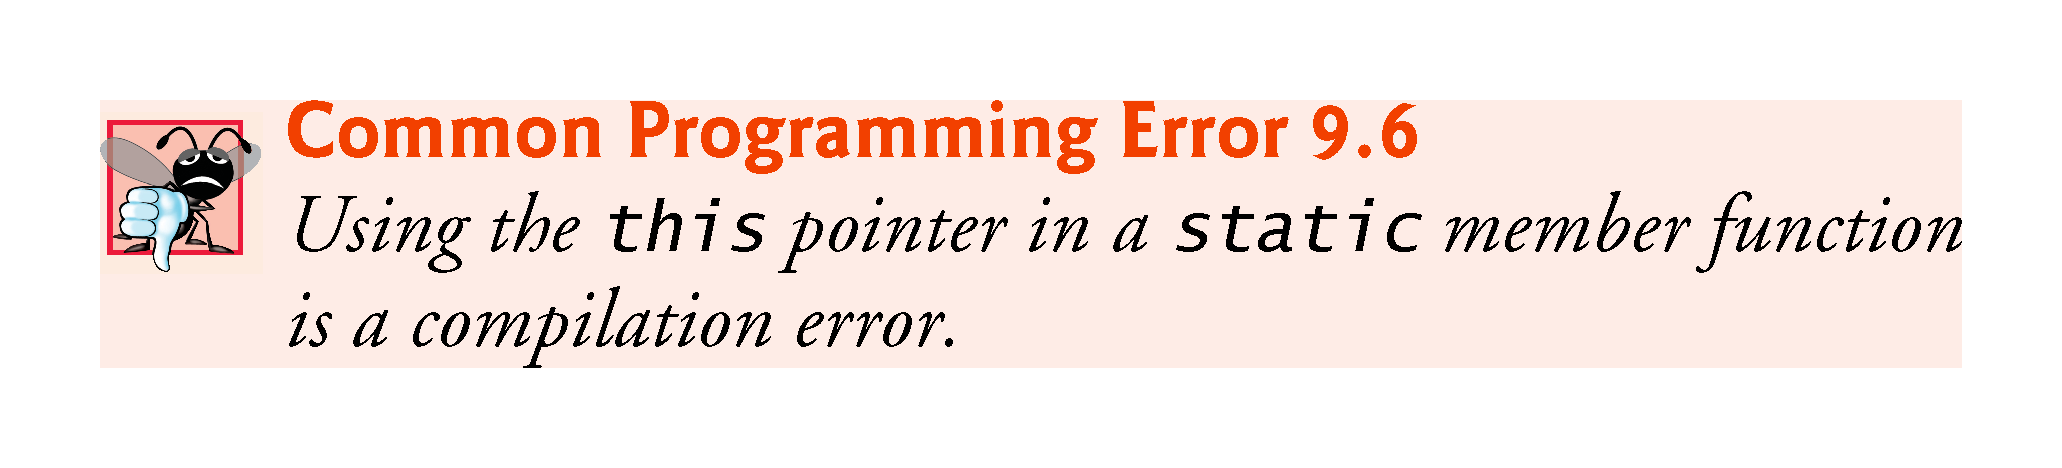 Common Programming Error 9.6
Using the this pointer in a static member function
is a compilation error.